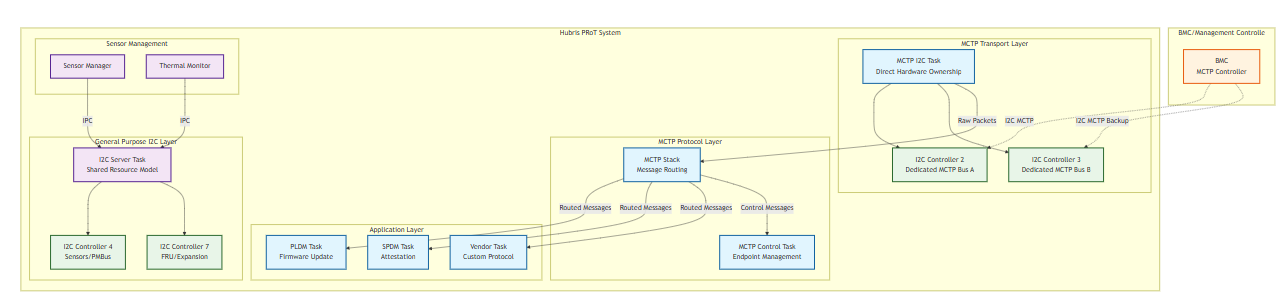 Hubris PRoT System
BMC/Management Controlle
Sensor Management
MCTP Transport Layer
Sensor Manager
Thermal Monitor
MCTP I2C Task
Direct Hardware Ownership
BMC
MCTP Controller
IPC
IPC
Raw Packets
I2C MCTP
I2C MCTP Backup
General Purpose I2C Layer
MCTP Protocol Layer
I2C Server Task
Shared Resource Model
MCTP Stack
Message Routing
I2C Controller 2
Dedicated MCTP Bus A
I2C Controller 3
Dedicated MCTP Bus B
Routed Messages
Routed Messages
Routed Messages
Control Messages
Application Layer
I2C Controller 4
Sensors/PMBus
I2C Controller 7
FRU/Expansion
PLDM Task
Firmware Update
SPDM Task
Attestation
Vendor Task
Custom Protocol
MCTP Control Task
Endpoint Management